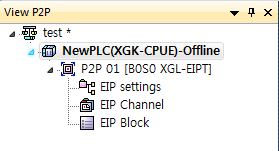 View P2P
test *
NewPLC(XGK-CPUE)-Offline
P2P 01 [B0S0 XGL-EIPT]
EIP settings
EIP Channel
EIP Block